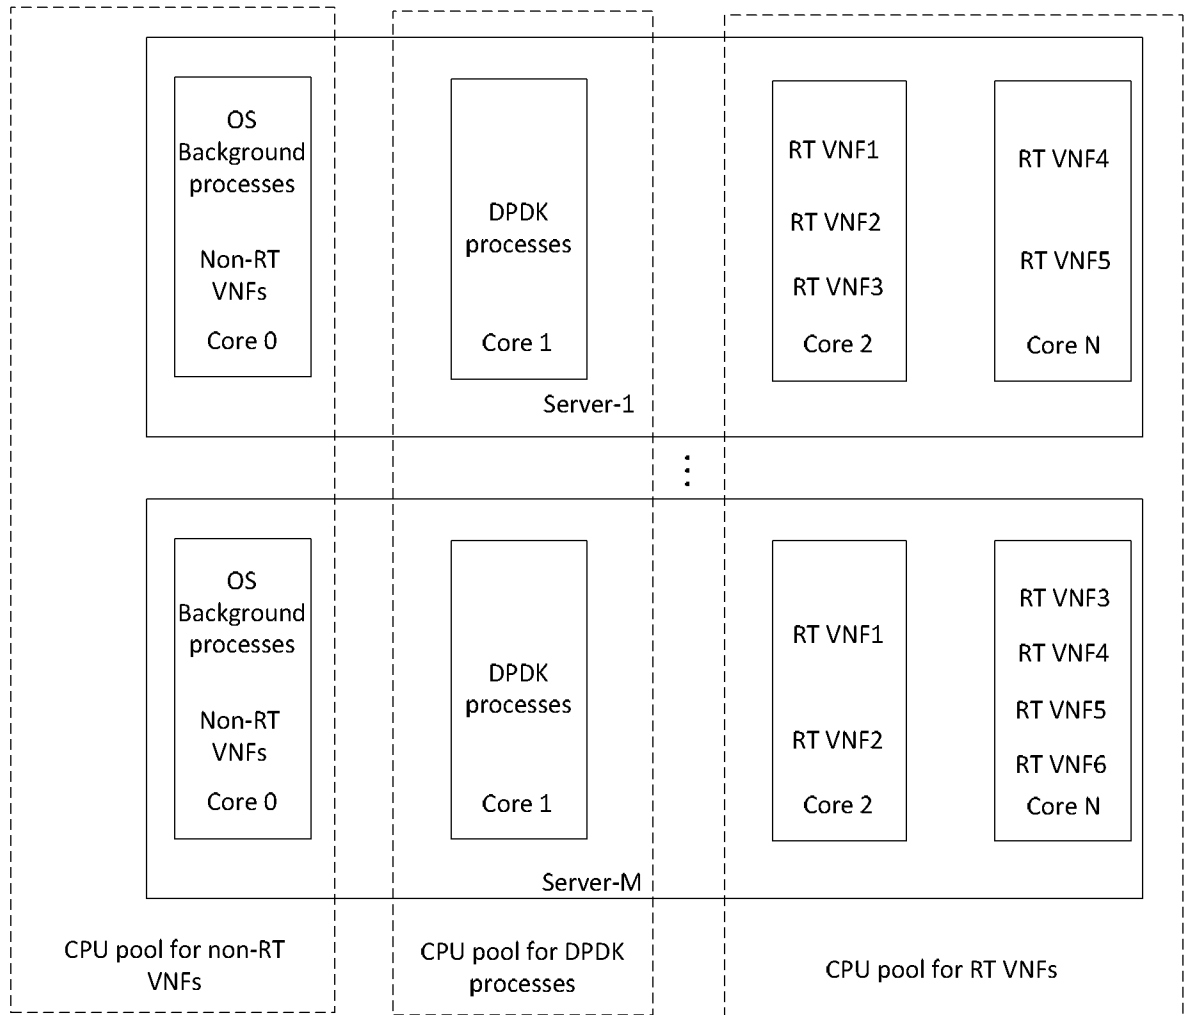 OS
Background
processes
Non-RT
VNFs
Core 0
DPDK
processes
Core 1
RT VNF1
RT VNF2
RT VNF3
Core 2
RT VNF4
RT VNF5
Core N
Server-1
OS
Background
processes
Non-RT
VNFs
Core 0
DPDK
processes
Core 1
RT VNF1
RT VNF2
Core 2
RT VNF3
RT VNF4
RT VNF5
RT VNF6
Core N
Server-M
CPU pool for non-RT
VNFs
CPU pool for DPDK
processes
CPU pool for RT VNFs